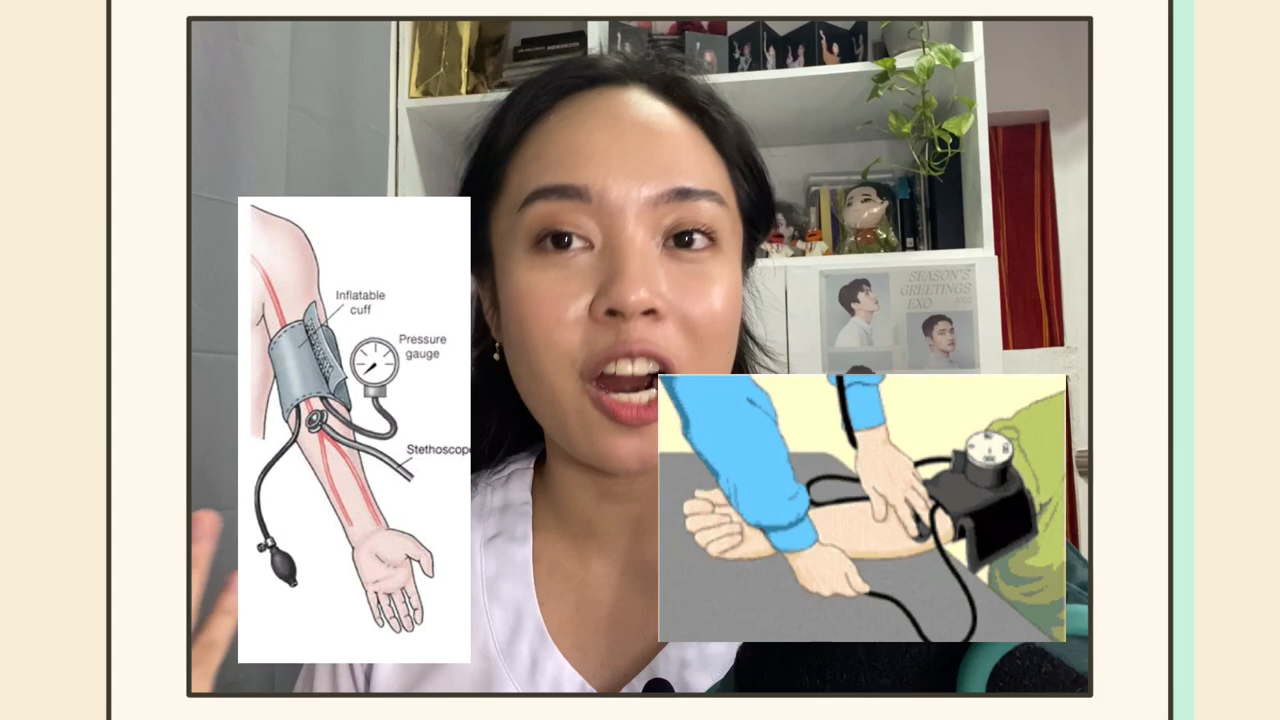 Inflatable
cuff
Pressure
gauge
Stethoscope
SEASON'S
GREETINGS
EXO